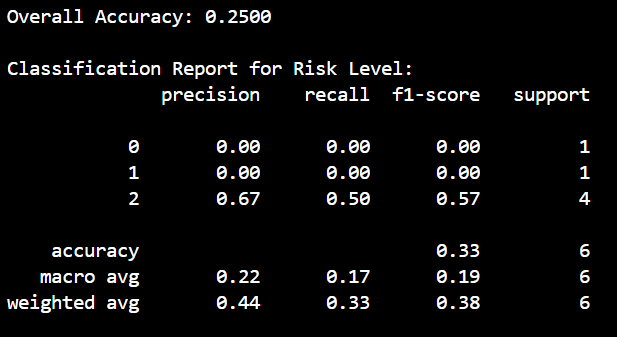 Overall Accuracy: 0.2500
Classification Report for Risk Level:
precision recall f1-score support
0 0.00 0.00 0.00 1
1 0.00 0.00 0.00 1
2 0.67 0.50 0.57 4
accuracy 0.33 6
macro avg 0.22 0.17 0.19 6
weighted avg 0.44 0.33 0.38 6